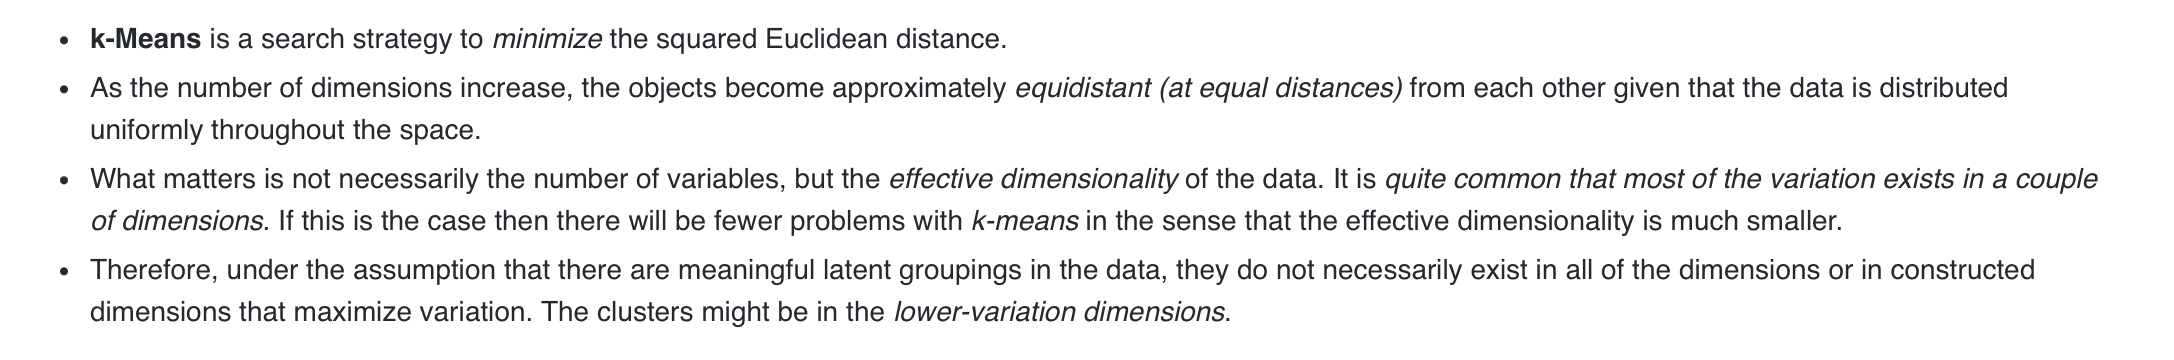 • k-Means is a search strategy to minimize the squared Euclidean distance.
• As the number of dimensions increase, the objects become approximately equidistant (at equal distances) from each other given that the data is distributed
uniformly throughout the space.
• What matters is not necessarily the number of variables, but the effective dimensionality of the data. It is quite common that most of the variation exists in a couple
of dimensions. If this is the case then there will be fewer problems with k-means in the sense that the effective dimensionality is much smaller.
• Therefore, under the assumption that there are meaningful latent groupings in the data, they do not necessarily exist in all of the dimensions or in constructed
dimensions that maximize variation. The clusters might be in the lower-variation dimensions.